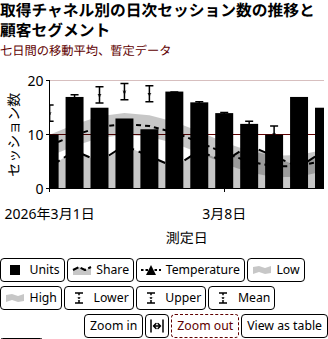 取得チャネル別の日次セッション数の推移と
顧客セグメント
七日間の移動平均、暫定データ
セッション数
20
10
0
2026年3月1日
3月8日
測定日
Units
Share
Temperature
Low
High
Lower
Upper
Mean
Zoom in
Zoom out
View as table